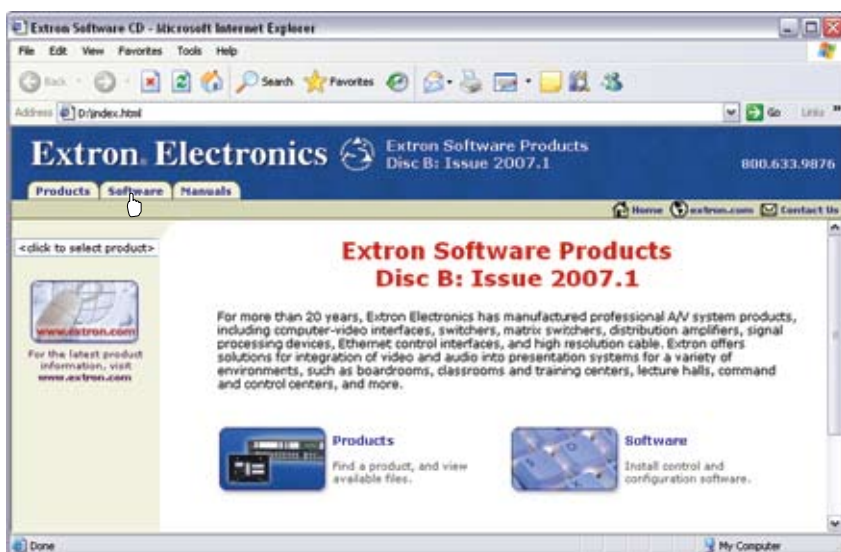 Extron Software CD - Microsoft Internet Explorer
File Edit View Favorites Tools Help
Back Search Favorites
Address D:\index.html Go Links »
Extron. Electronics
Extron Software Products
Disc B: Issue 2007.1
800.633.9876
Products Software Manuals
Home extron.com Contact Us
<click to select product>
www.extron.com
For the latest product
information, visit
www.extron.com
Extron Software Products
Disc B: Issue 2007.1
For more than 20 years, Extron Electronics has manufactured professional A/V system products,
including computer-video interfaces, switchers, matrix switchers, distribution amplifiers, signal
processing devices, Ethernet control interfaces, and high resolution cable. Extron offers
solutions for integration of video and audio into presentation systems for a variety of
environments, such as boardrooms, classrooms and training centers, lecture halls, command
and control centers, and more.
Products
Find a product, and view
available files.
Software
Install control and
configuration software.
Done My Computer